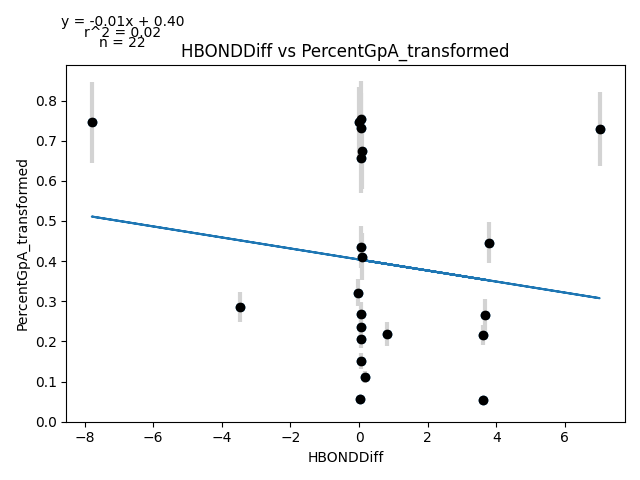 y = -0.01x + 0.40
r^2 = 0.02
n = 22
HBONDDiff vs PercentGpA_transformed
PercentGpA_transformed
0.8
0.7
0.6
0.5
0.4
0.3
0.2
0.1
0.0
−8
−6
−4
−2
0
2
4
6
HBONDDiff